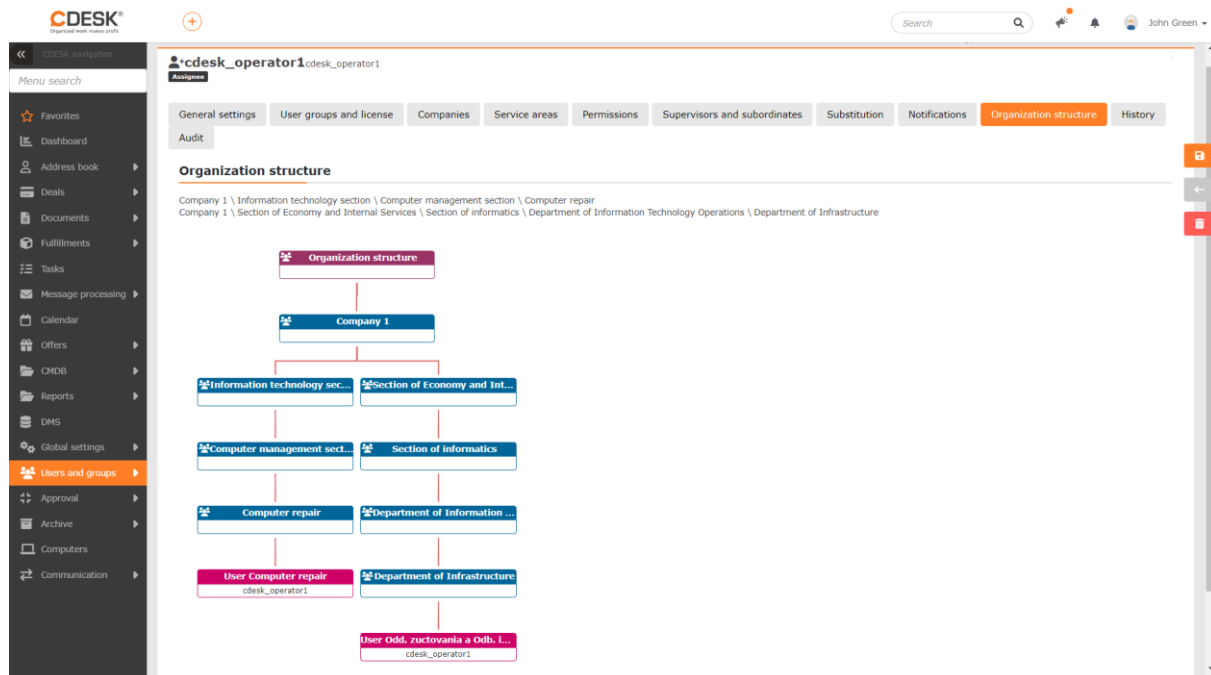 CDESK®
Organized work makes profit.
Search
John Green
CDESK navigation
Menu search
Favorites
Dashboard
Address book
Deals
Documents
Fulfillments
Tasks
Message processing
Calendar
Offers
CMDB
Reports
DMS
Global settings
Users and groups
Approval
Archive
Computers
Communication
cdesk_operator1 cdesk_operator1
Assignee
General settings User groups and license Companies Service areas Permissions Supervisors and subordinates Substitution Notifications Organization structure History
Audit
Organization structure
Company 1 \ Information technology section \ Computer management section \ Computer repair
Company 1 \ Section of Economy and Internal Services \ Section of informatics \ Department of Information Technology Operations \ Department of Infrastructure
Organization structure
Company 1
Information technology sec... Section of Economy and Int...
Computer management sect... Section of informatics
Computer repair Department of Information ...
User Computer repair Department of Infrastructure
cdesk_operator1
User Odd. zuctovania a Odb. i...
cdesk_operator1